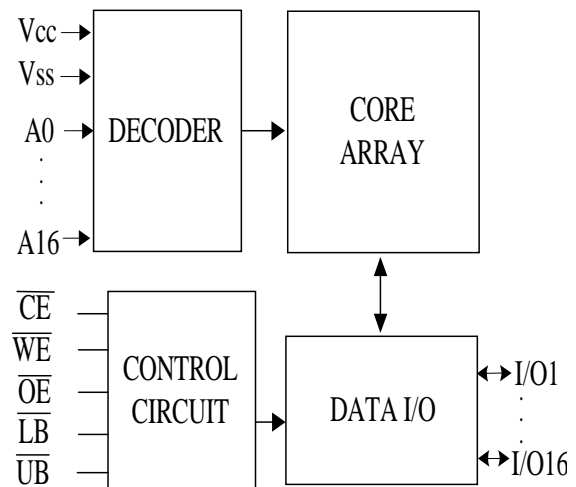 Vcc
Vss
A0
.
.
.
A16
DECODER
CORE
ARRAY
CE
WE
OE
LB
UB
CONTROL
CIRCUIT
DATA I/O
I/O1
.
.
.
I/O16